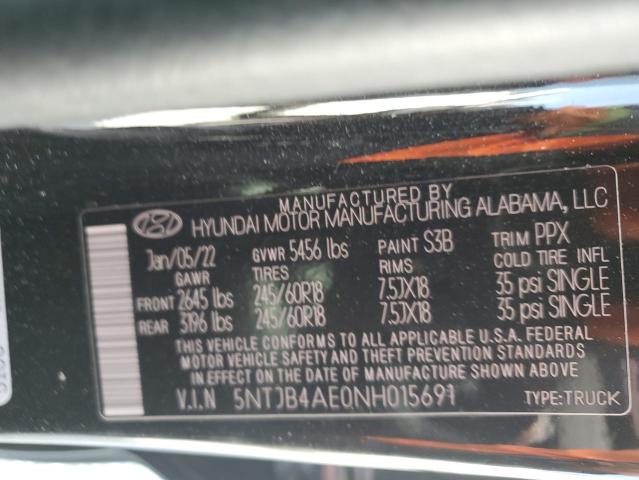 MANUFACTURED BY
HYUNDAI MOTOR MANUFACTURING ALABAMA, LLC
Jan/05/22 GVWR 5456 lbs PAINT S3B TRIM PPX
GAWR TIRES RIMS COLD TIRE INFL
FRONT 2645 lbs 245/60R18 7.5JX18 35 psi SINGLE
REAR 3196 lbs 245/60R18 7.5JX18 35 psi SINGLE
THIS VEHICLE CONFORMS TO ALL APPLICABLE U.S.A. FEDERAL
MOTOR VEHICLE SAFETY AND THEFT PREVENTION STANDARDS
IN EFFECT ON THE DATE OF MANUFACTURE SHOWN ABOVE.
V.I.N 5NTJB4AE0NH015691 TYPE:TRUCK